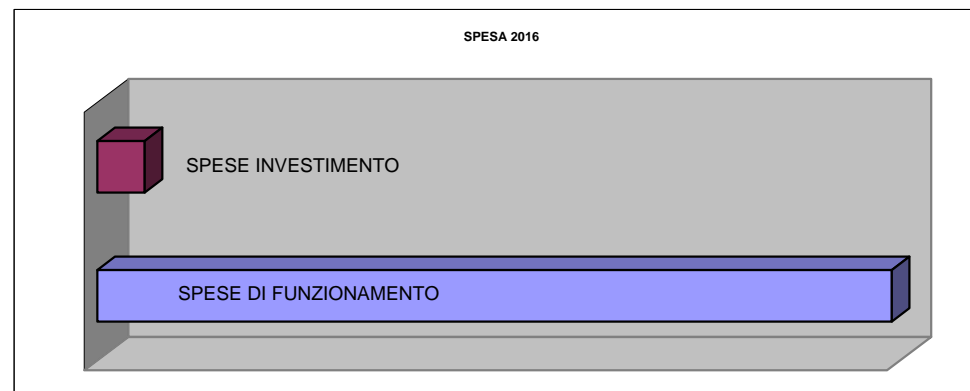 SPESA 2016
SPESE INVESTIMENTO
SPESE DI FUNZIONAMENTO